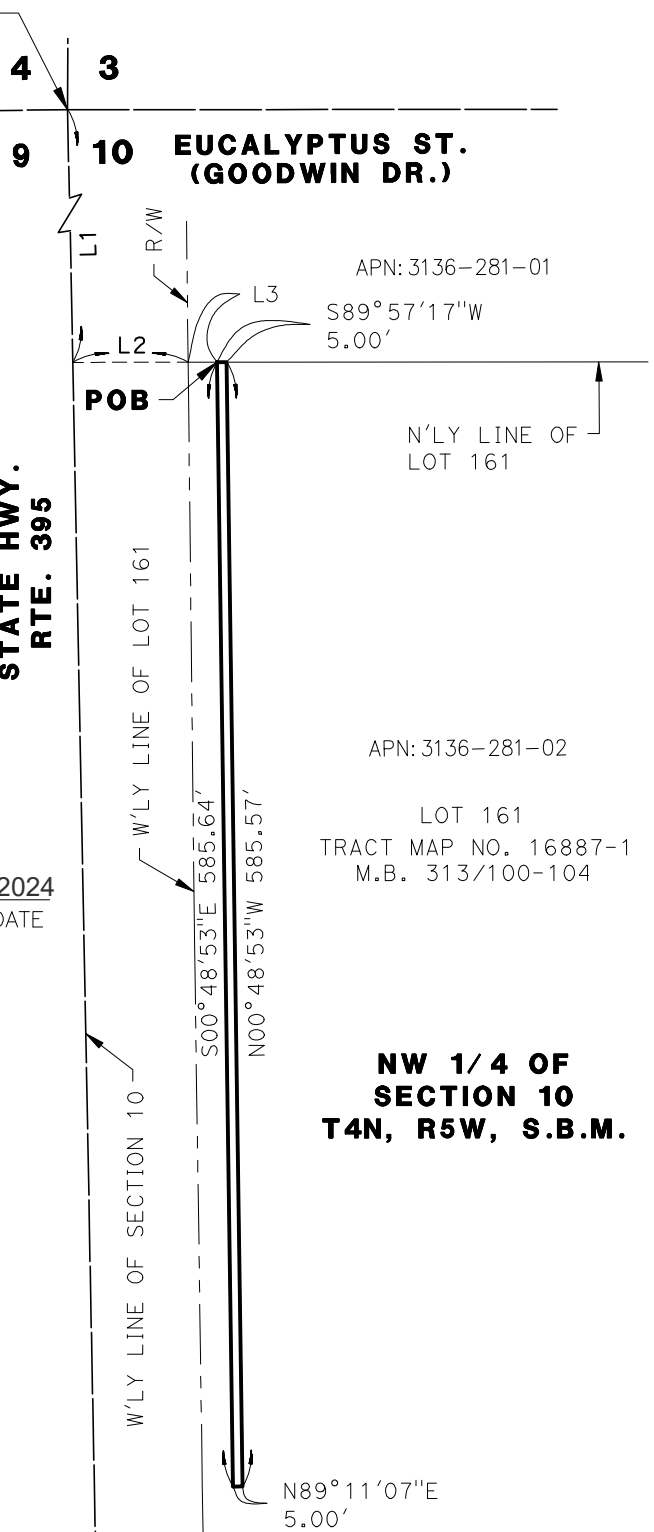 4 3
9 10 EUCALYPTUS ST.
(GOODWIN DR.)
R/W
L1
APN:3136-281-01
L3
S89°57'17"W
5.00'
L2
POB
N'LY LINE OF
LOT 161
STATE HWY.
RTE. 395
W'LY LINE OF LOT 161
APN:3136-281-02
LOT 161
TRACT MAP NO. 16887-1
M.B. 313/100-104
S00°48'53"E 585.64'
N00°48'53"W 585.57'
2024
DATE
NW 1/4 OF
SECTION 10
T4N, R5W, S.B.M.
W'LY LINE OF SECTION 10
N89°11'07"E
5.00'